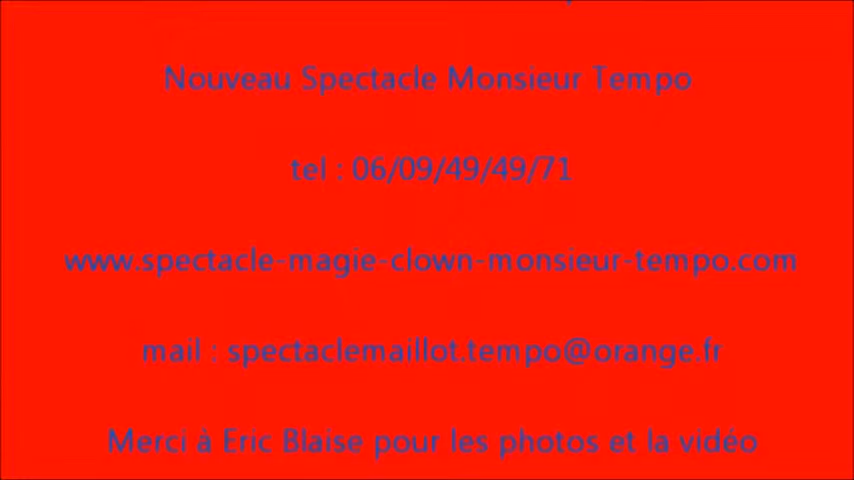 Nouveau Spectacle Monsieur Tempo
tel : 06/09/49/49/71
www.spectacle-magie-clown-monsieur-tempo.com
mail : spectaclemaillot.tempo@orange.fr
Merci à Eric Blaise pour les photos et la vidéo